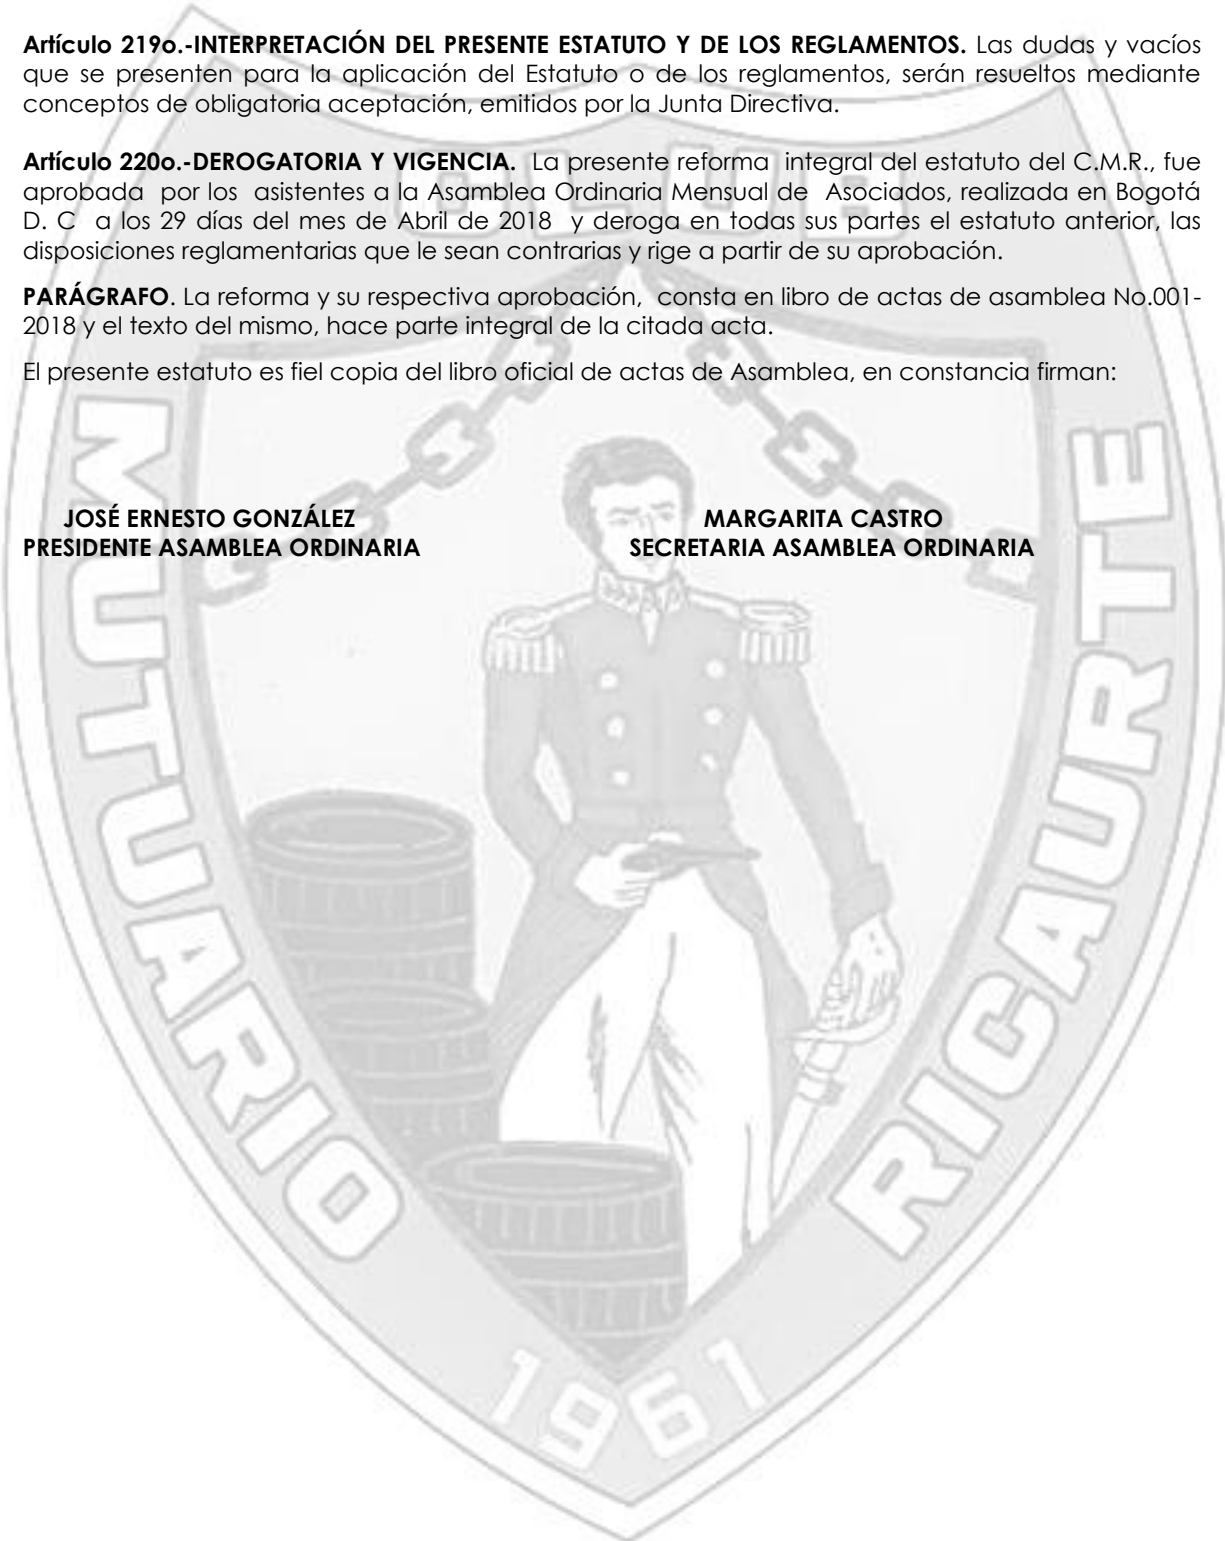 Artículo 219o.-INTERPRETACIÓN DEL PRESENTE ESTATUTO Y DE LOS REGLAMENTOS. Las dudas y vacíos
que se presenten para la aplicación del Estatuto o de los reglamentos, serán resueltos mediante
conceptos de obligatoria aceptación, emitidos por la Junta Directiva.
Artículo 220o.-DEROGATORIA Y VIGENCIA. La presente reforma integral del estatuto del C.M.R., fue
aprobada por los asistentes a la Asamblea Ordinaria Mensual de Asociados, realizada en Bogotá
D. C a los 29 días del mes de Abril de 2018 y deroga en todas sus partes el estatuto anterior, las
disposiciones reglamentarias que le sean contrarias y rige a partir de su aprobación.
PARÁGRAFO. La reforma y su respectiva aprobación, consta en libro de actas de asamblea No.001-
2018 y el texto del mismo, hace parte integral de la citada acta.
El presente estatuto es fiel copia del libro oficial de actas de Asamblea, en constancia firman:
JOSÉ ERNESTO GONZÁLEZ MARGARITA CASTRO
PRESIDENTE ASAMBLEA ORDINARIA SECRETARIA ASAMBLEA ORDINARIA
CLUB
MUTUARIO
RICAURTE
1961